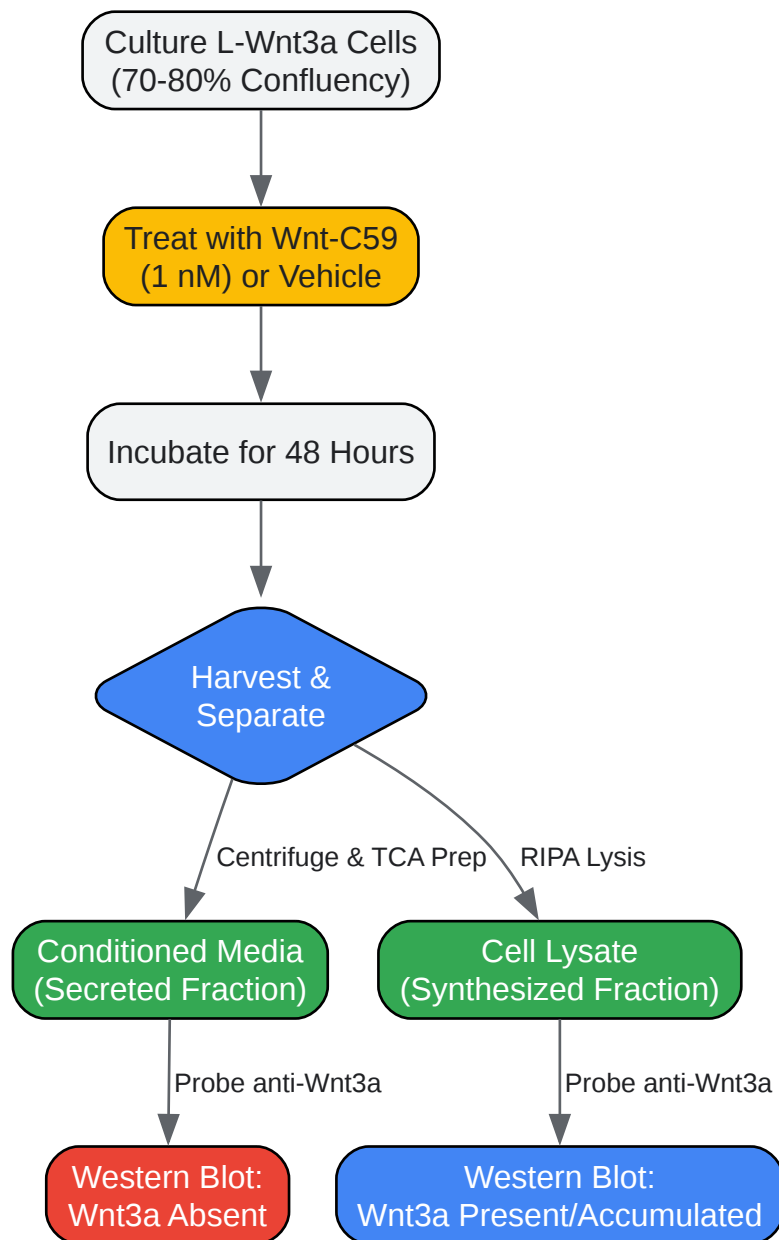 Culture L-Wnt3a Cells
(70-80% Confluency)
Treat with Wnt-C59
(1 nM) or Vehicle
Incubate for 48 Hours
Harvest &
Separate
Centrifuge & TCA Prep
RIPA Lysis
Conditioned Media
(Secreted Fraction)
Cell Lysate
(Synthesized Fraction)
Probe anti-Wnt3a
Probe anti-Wnt3a
Western Blot:
Wnt3a Absent
Western Blot:
Wnt3a Present/Accumulated